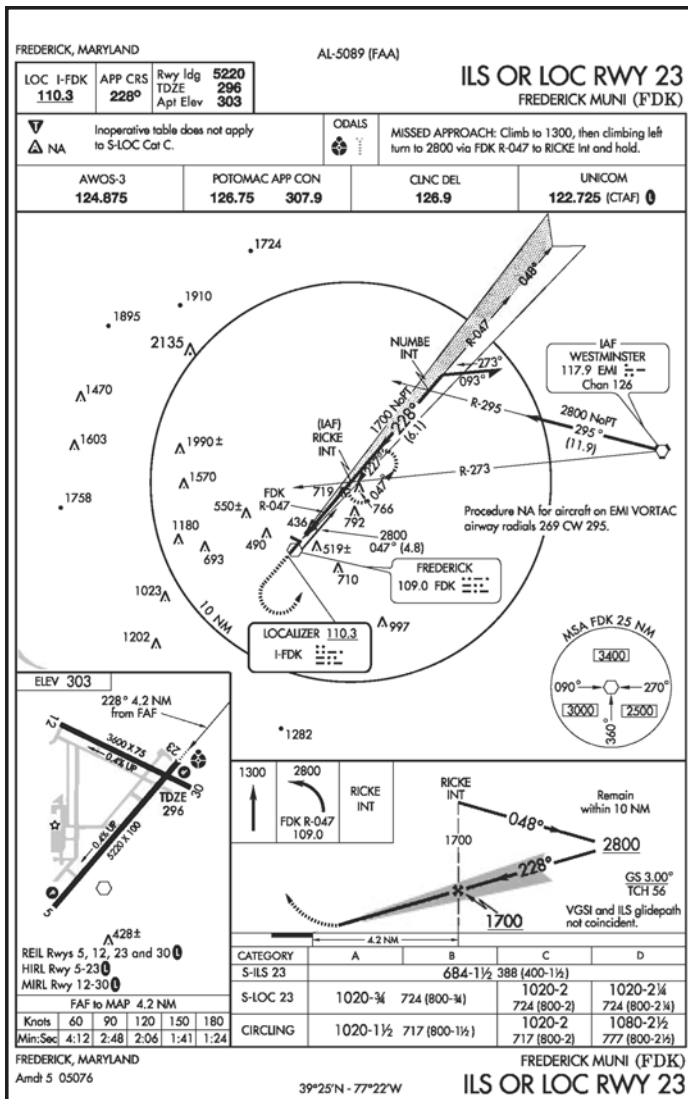 FREDERICK, MARYLAND
AL-5089 (FAA)
ILS OR LOC RWY 23
FREDERICK MUNI (FDK)
LOC I-FDK
110.3
APP CRS
228°
Rwy ldg 5220
TDZE 296
Apt Elev 303
T
A NA
Inoperative table does not apply
to S-LOC Cat C.
ODALS
MISSED APPROACH: Climb to 1300, then climbing left
turn to 2800 via FDK R-047 to RICKE Int and hold.
AWOS-3
124.875
POTOMAC APP CON
126.75 307.9
CLNC DEL
126.9
UNICOM
122.725 (CTAF) L
1724
1910
1895
2135
1470
1603
1990±
1570
1758
550±
1180
693
490
436
719
766
792
519±
710
1023
1202
997
1282
NUMBE
INT
R-047
048°
273°
093°
IAF
WESTMINSTER
117.9 EMI
Chan 126
R-295
2800 NoPT
295°
(11.9)
1700 NoPT
228°
(6.1)
(IAF)
RICKE
INT
227°
047°
R-273
FDK
R-047
2800
047° (4.8)
Procedure NA for aircraft on EMI VORTAC
airway radials 269 CW 295.
FREDERICK
109.0 FDK
LOCALIZER 110.3
I-FDK
10 NM
MSA FDK 25 NM
3400
090°
270°
3000
2500
360°
ELEV 303
228° 4.2 NM
from FAF
12
23
3600 X 75
0.4% UP
30
TDZE
296
0.4% UP
5220 X 100
5
428±
REIL Rwys 5, 12, 23 and 30 L
HIRL Rwy 5-23 L
MIRL Rwy 12-30 L
FAF to MAP 4.2 NM
Knots 60 90 120 150 180
Min:Sec 4:12 2:48 2:06 1:41 1:24
1300
2800
FDK R-047
109.0
RICKE
INT
RICKE
INT
Remain
within 10 NM
048°
2800
1700
228°
GS 3.00°
TCH 56
1700
VGSI and ILS glidepath
not coincident.
4.2 NM
CATEGORY A B C D
S-ILS 23 684-1½ 388 (400-1½)
S-LOC 23 1020-¾ 724 (800-¾) 1020-2 724 (800-2) 1020-2¼ 724 (800-2¼)
CIRCLING 1020-1½ 717 (800-1½) 1020-2 717 (800-2) 1080-2½ 777 (800-2½)
FREDERICK, MARYLAND
Amdt 5 05076
39°25'N - 77°22'W
FREDERICK MUNI (FDK)
ILS OR LOC RWY 23